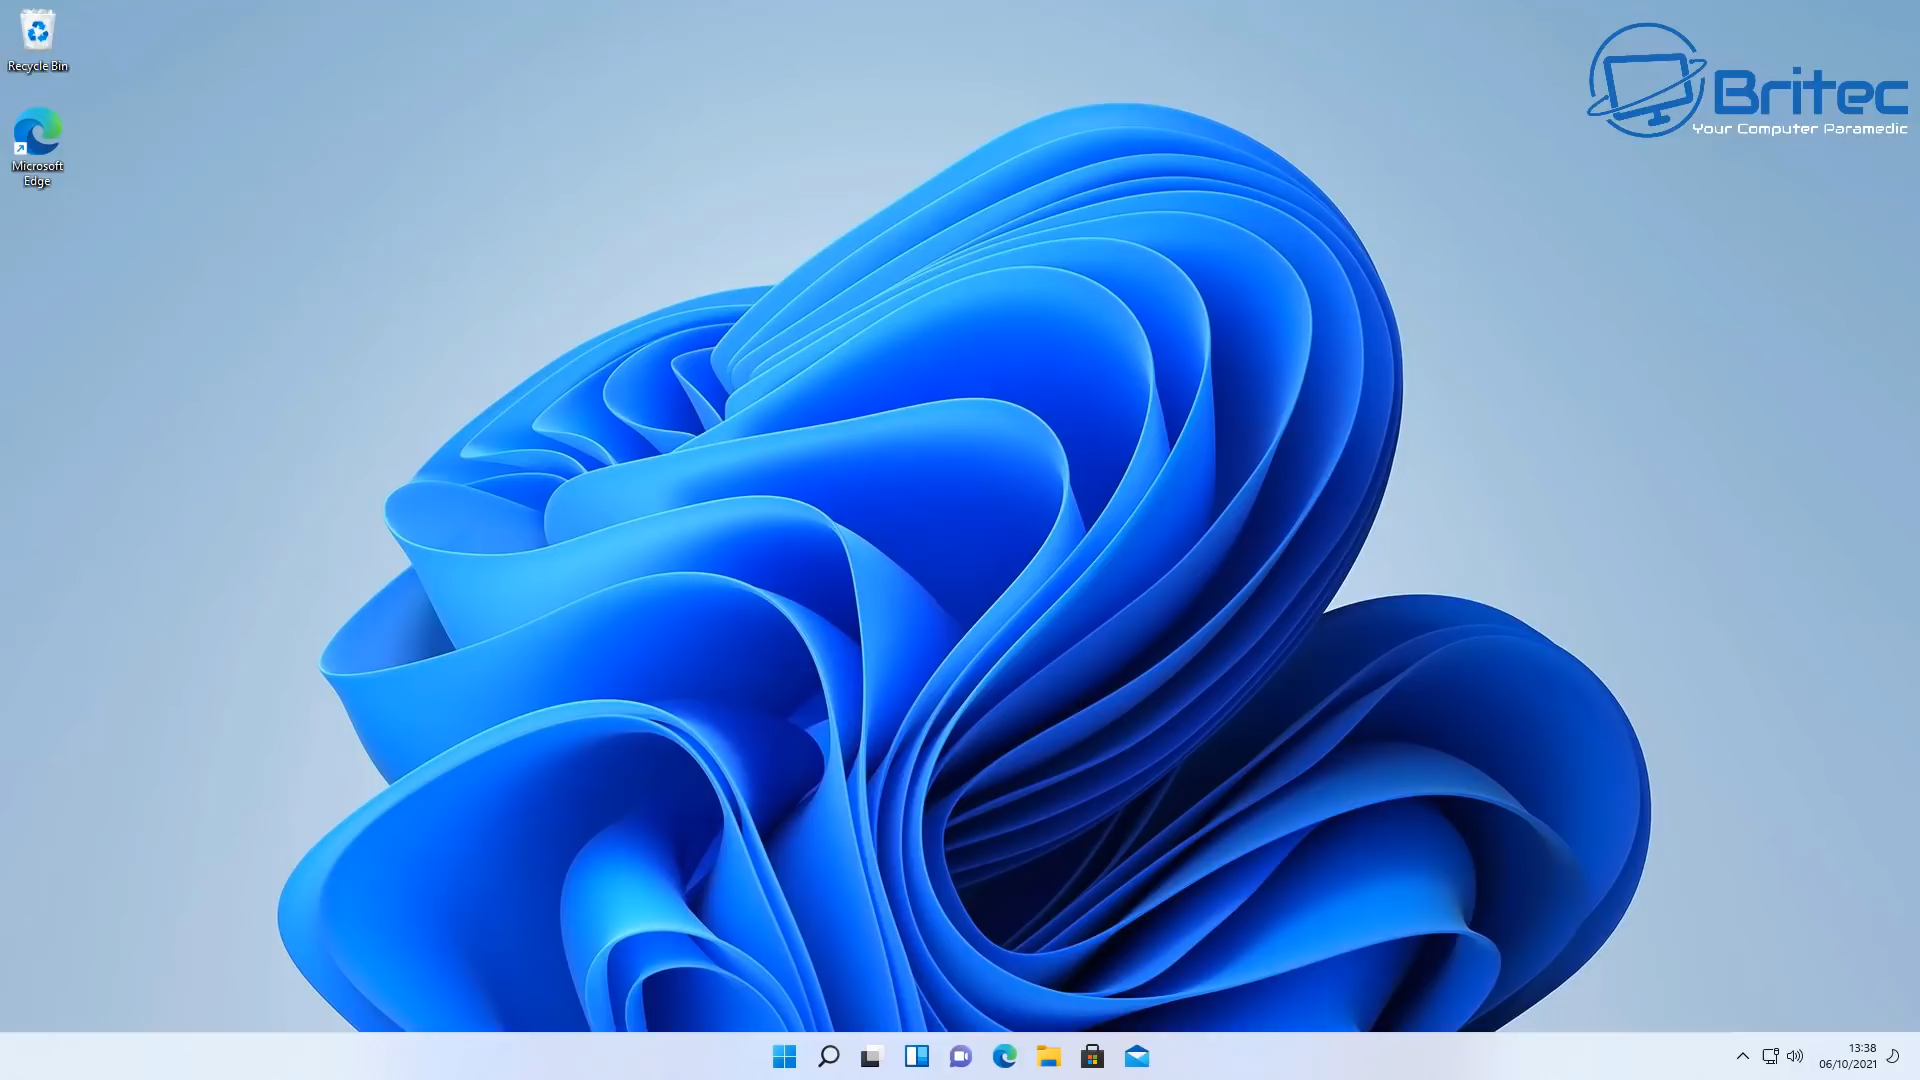 Recycle Bin
Microsoft
Edge
Britec
Your Computer Paramedic
13:38
06/10/2021